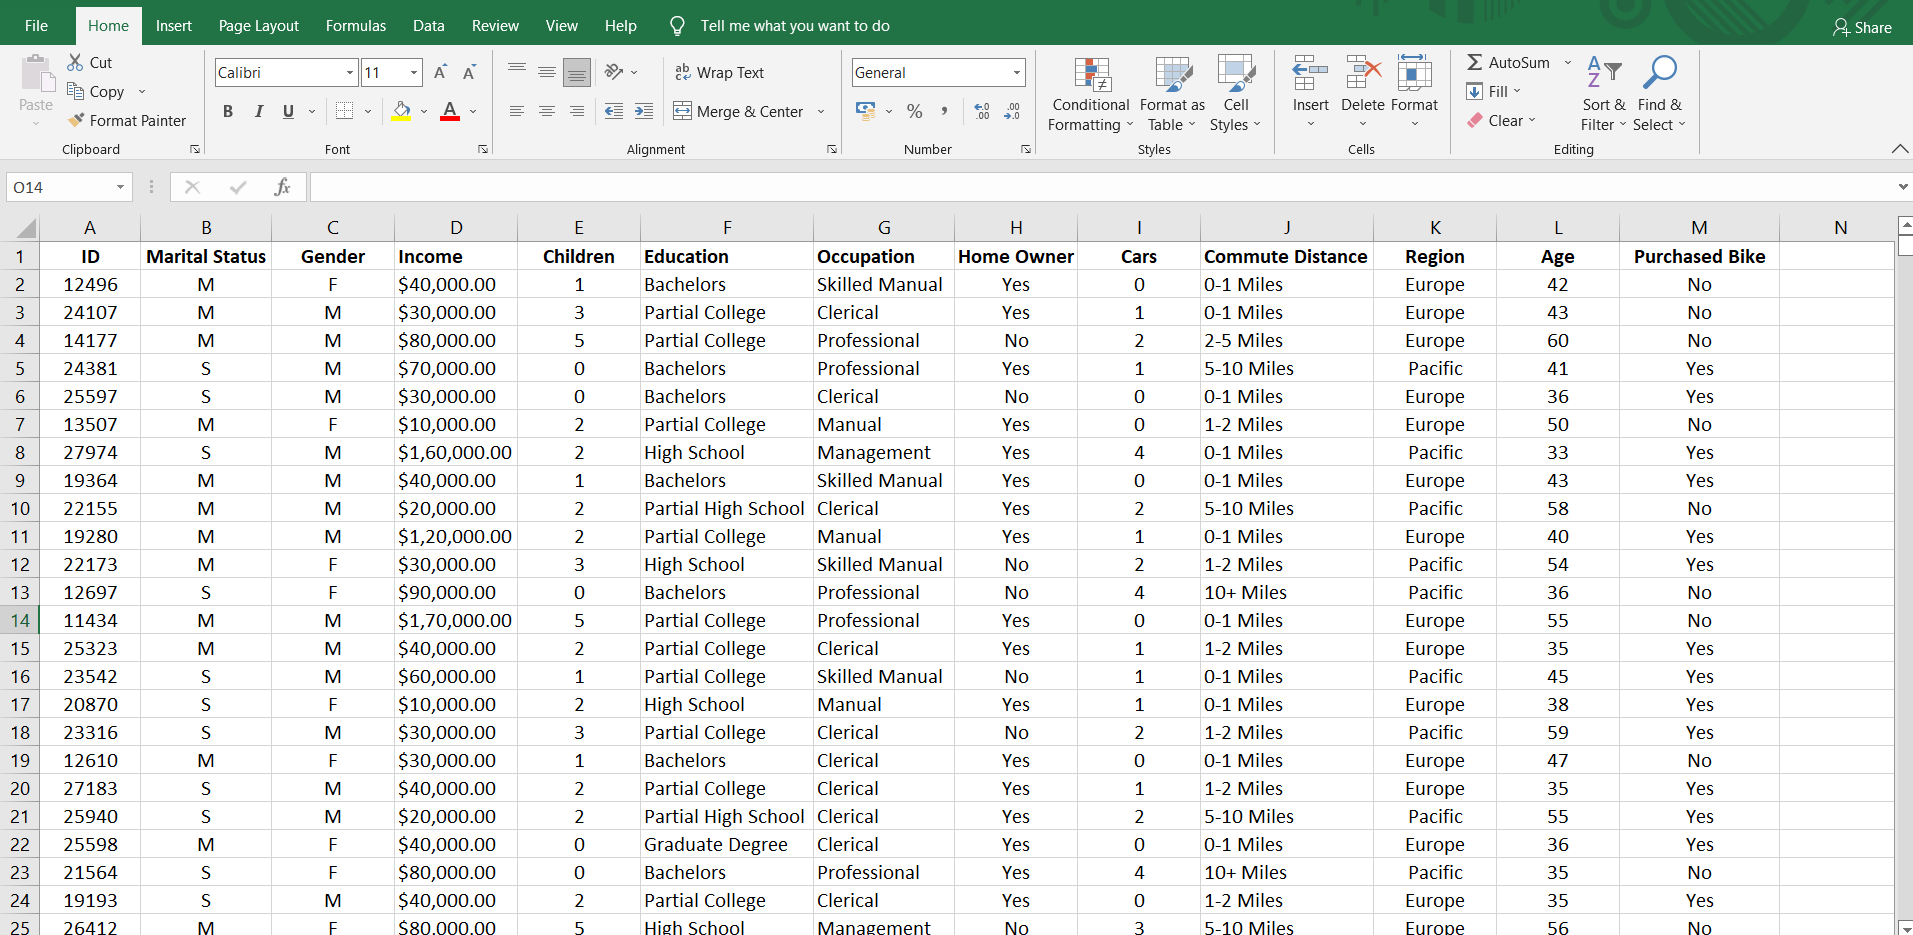 File Home Insert Page Layout Formulas Data Review View Help Tell me what you want to do Share
Paste Cut Copy Format Painter Clipboard
Calibri 11 A A B I U A Font
ab Wrap Text Merge & Center Alignment
General % , .00 .00 Number
Conditional Formatting Format as Table Cell Styles Styles
Insert Delete Format Cells
AutoSum Fill Clear Sort & Filter Find & Select Editing
O14 fx
A B C D E F G H I J K L M N
1 ID Marital Status Gender Income Children Education Occupation Home Owner Cars Commute Distance Region Age Purchased Bike
2 12496 M F $40,000.00 1 Bachelors Skilled Manual Yes 0 0-1 Miles Europe 42 No
3 24107 M M $30,000.00 3 Partial College Clerical Yes 1 0-1 Miles Europe 43 No
4 14177 M M $80,000.00 5 Partial College Professional No 2 2-5 Miles Europe 60 No
5 24381 S M $70,000.00 0 Bachelors Professional Yes 1 5-10 Miles Pacific 41 Yes
6 25597 S M $30,000.00 0 Bachelors Clerical No 0 0-1 Miles Europe 36 Yes
7 13507 M F $10,000.00 2 Partial College Manual Yes 0 1-2 Miles Europe 50 No
8 27974 S M $1,60,000.00 2 High School Management Yes 4 0-1 Miles Pacific 33 Yes
9 19364 M M $40,000.00 1 Bachelors Skilled Manual Yes 0 0-1 Miles Europe 43 Yes
10 22155 M M $20,000.00 2 Partial High School Clerical Yes 2 5-10 Miles Pacific 58 No
11 19280 M M $1,20,000.00 2 Partial College Manual Yes 1 0-1 Miles Europe 40 Yes
12 22173 M F $30,000.00 3 High School Skilled Manual No 2 1-2 Miles Pacific 54 Yes
13 12697 S F $90,000.00 0 Bachelors Professional No 4 10+ Miles Pacific 36 No
14 11434 M M $1,70,000.00 5 Partial College Professional Yes 0 0-1 Miles Europe 55 No
15 25323 M M $40,000.00 2 Partial College Clerical Yes 1 1-2 Miles Europe 35 Yes
16 23542 S M $60,000.00 1 Partial College Skilled Manual No 1 0-1 Miles Pacific 45 Yes
17 20870 S F $10,000.00 2 High School Manual Yes 1 0-1 Miles Europe 38 Yes
18 23316 S M $30,000.00 3 Partial College Clerical No 2 1-2 Miles Pacific 59 Yes
19 12610 M F $30,000.00 1 Bachelors Clerical Yes 0 0-1 Miles Europe 47 No
20 27183 S M $40,000.00 2 Partial College Clerical Yes 1 1-2 Miles Europe 35 Yes
21 25940 S M $20,000.00 2 Partial High School Clerical Yes 2 5-10 Miles Pacific 55 Yes
22 25598 M F $40,000.00 0 Graduate Degree Clerical Yes 0 0-1 Miles Europe 36 Yes
23 21564 S F $80,000.00 0 Bachelors Professional Yes 4 10+ Miles Pacific 35 No
24 19193 S M $40,000.00 2 Partial College Clerical Yes 0 1-2 Miles Europe 35 Yes
25 26412 M F $80,000.00 5 High School Management No 3 5-10 Miles Europe 56 No